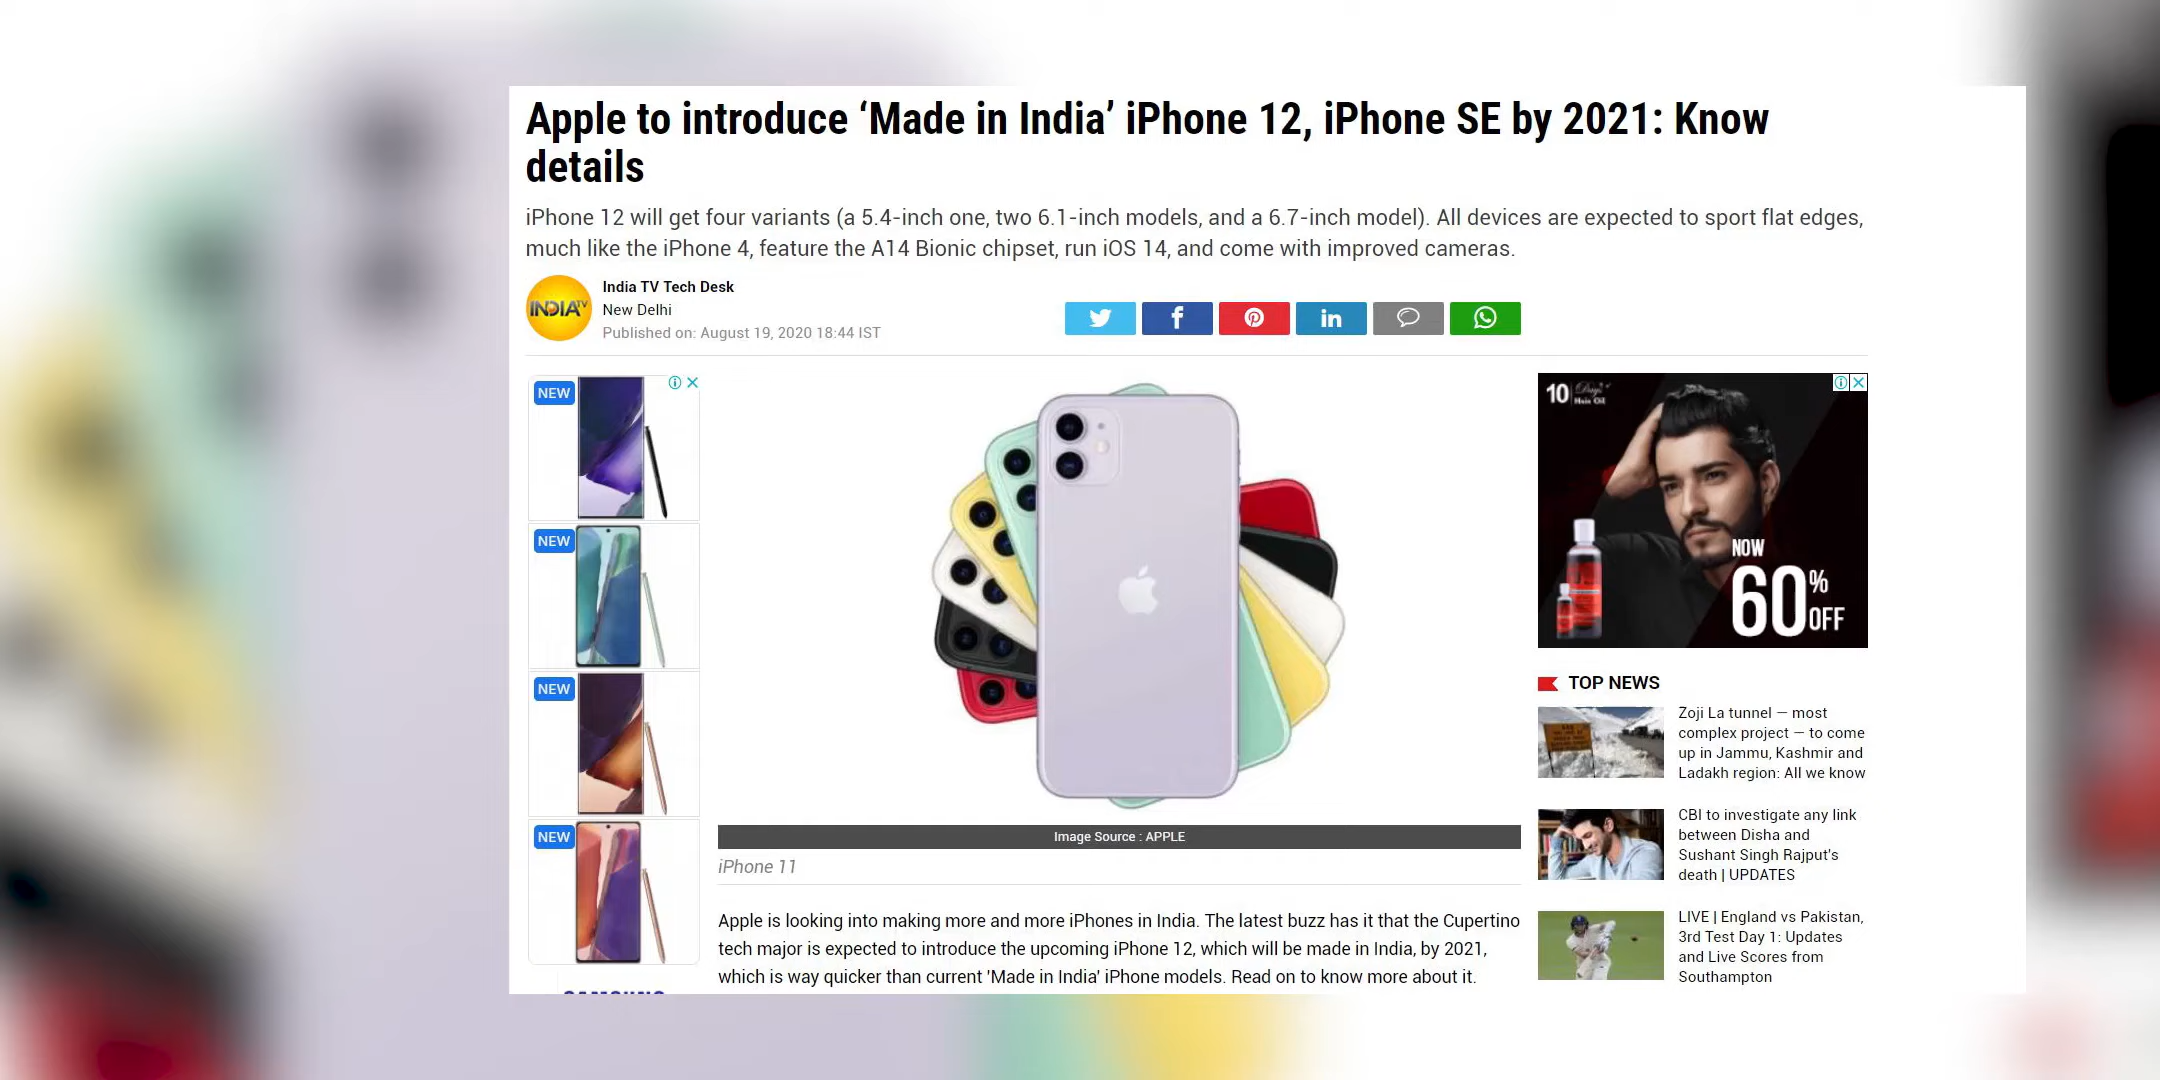 Apple to introduce ‘Made in India’ iPhone 12, iPhone SE by 2021: Know
details
iPhone 12 will get four variants (a 5.4-inch one, two 6.1-inch models, and a 6.7-inch model). All devices are expected to sport flat edges,
much like the iPhone 4, feature the A14 Bionic chipset, run iOS 14, and come with improved cameras.
INDIA TV
India TV Tech Desk
New Delhi
Published on: August 19, 2020 18:44 IST
NEW
NEW
NEW
NEW
SAMSUNG
Image Source : APPLE
iPhone 11
Apple is looking into making more and more iPhones in India. The latest buzz has it that the Cupertino
tech major is expected to introduce the upcoming iPhone 12, which will be made in India, by 2021,
which is way quicker than current 'Made in India' iPhone models. Read on to know more about it.
10 Days
Hair Oil
NOW
60%
OFF
TOP NEWS
Zoji La tunnel — most
complex project — to come
up in Jammu, Kashmir and
Ladakh region: All we know
CBI to investigate any link
between Disha and
Sushant Singh Rajput's
death | UPDATES
LIVE | England vs Pakistan,
3rd Test Day 1: Updates
and Live Scores from
Southampton